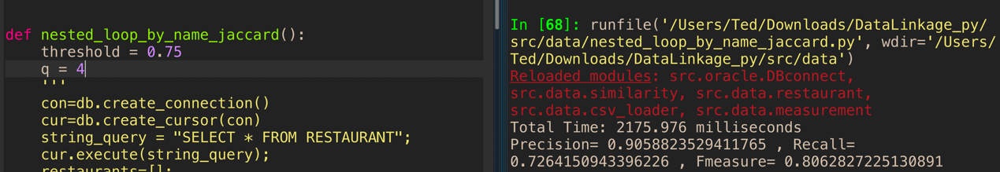 def nested_loop_by_name_jaccard():
threshold = 0.75
q = 4
'''
con=db.create_connection()
cur=db.create_cursor(con)
string_query = "SELECT * FROM RESTAURANT";
cur.execute(string_query);
restaurants=[];
In [68]: runfile('/Users/Ted/Downloads/DataLinkage_py/
src/data/nested_loop_by_name_jaccard.py', wdir='/Users/
Ted/Downloads/DataLinkage_py/src/data')
Reloaded modules: src.oracle.DBconnect,
src.data.similarity, src.data.restaurant,
src.data.csv_loader, src.data.measurement
Total Time: 2175.976 milliseconds
Precision= 0.9058823529411765 , Recall=
0.7264150943396226 , Fmeasure= 0.8062827225130891